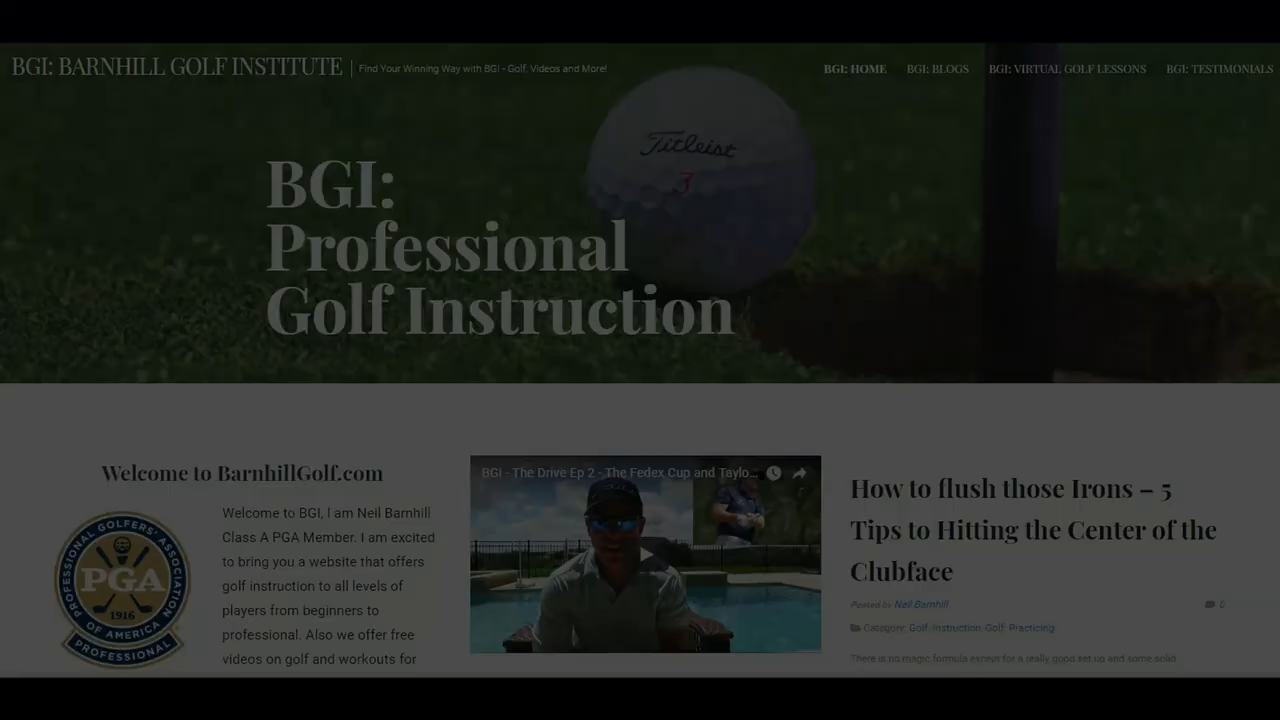 BGI: BARNHILL GOLF INSTITUTE
Find Your Winning Way with BGI - Golf, Videos and More!
BGI: HOME
BGI: BLOGS
BGI: VIRTUAL GOLF LESSONS
BGI: TESTIMONIALS
Titleist
3
BGI:
Professional
Golf Instruction
Welcome to BarnhillGolf.com
PROFESSIONAL GOLFERS' ASSOCIATION
OF AMERICA
PGA
1916
PROFESSIONAL
Welcome to BGI, I am Neil Barnhill
Class A PGA Member. I am excited
to bring you a website that offers
golf instruction to all levels of
players from beginners to
professional. Also we offer free
videos on golf and workouts for
BGI - The Drive Ep 2 - The Fedex Cup and Taylo...
How to flush those Irons – 5
Tips to Hitting the Center of the
Clubface
Posted by Neil Barnhill
0
Category: Golf, Instruction, Golf, Practicing
There is no magic formula except for a really good set up and some solid